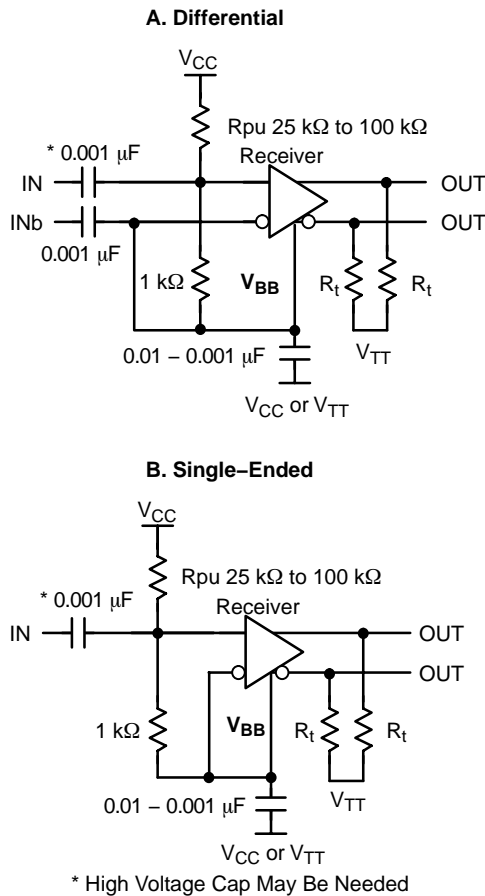 A. Differential
VCC
Rpu 25 kΩ to 100 kΩ
* 0.001 µF
Receiver
IN
OUT
INb
OUT
0.001 µF
1 kΩ
VBB
Rt
Rt
0.01 – 0.001 µF
VTT
VCC or VTT
B. Single–Ended
VCC
Rpu 25 kΩ to 100 kΩ
* 0.001 µF
Receiver
IN
OUT
OUT
1 kΩ
VBB
Rt
Rt
0.01 – 0.001 µF
VTT
VCC or VTT
* High Voltage Cap May Be Needed